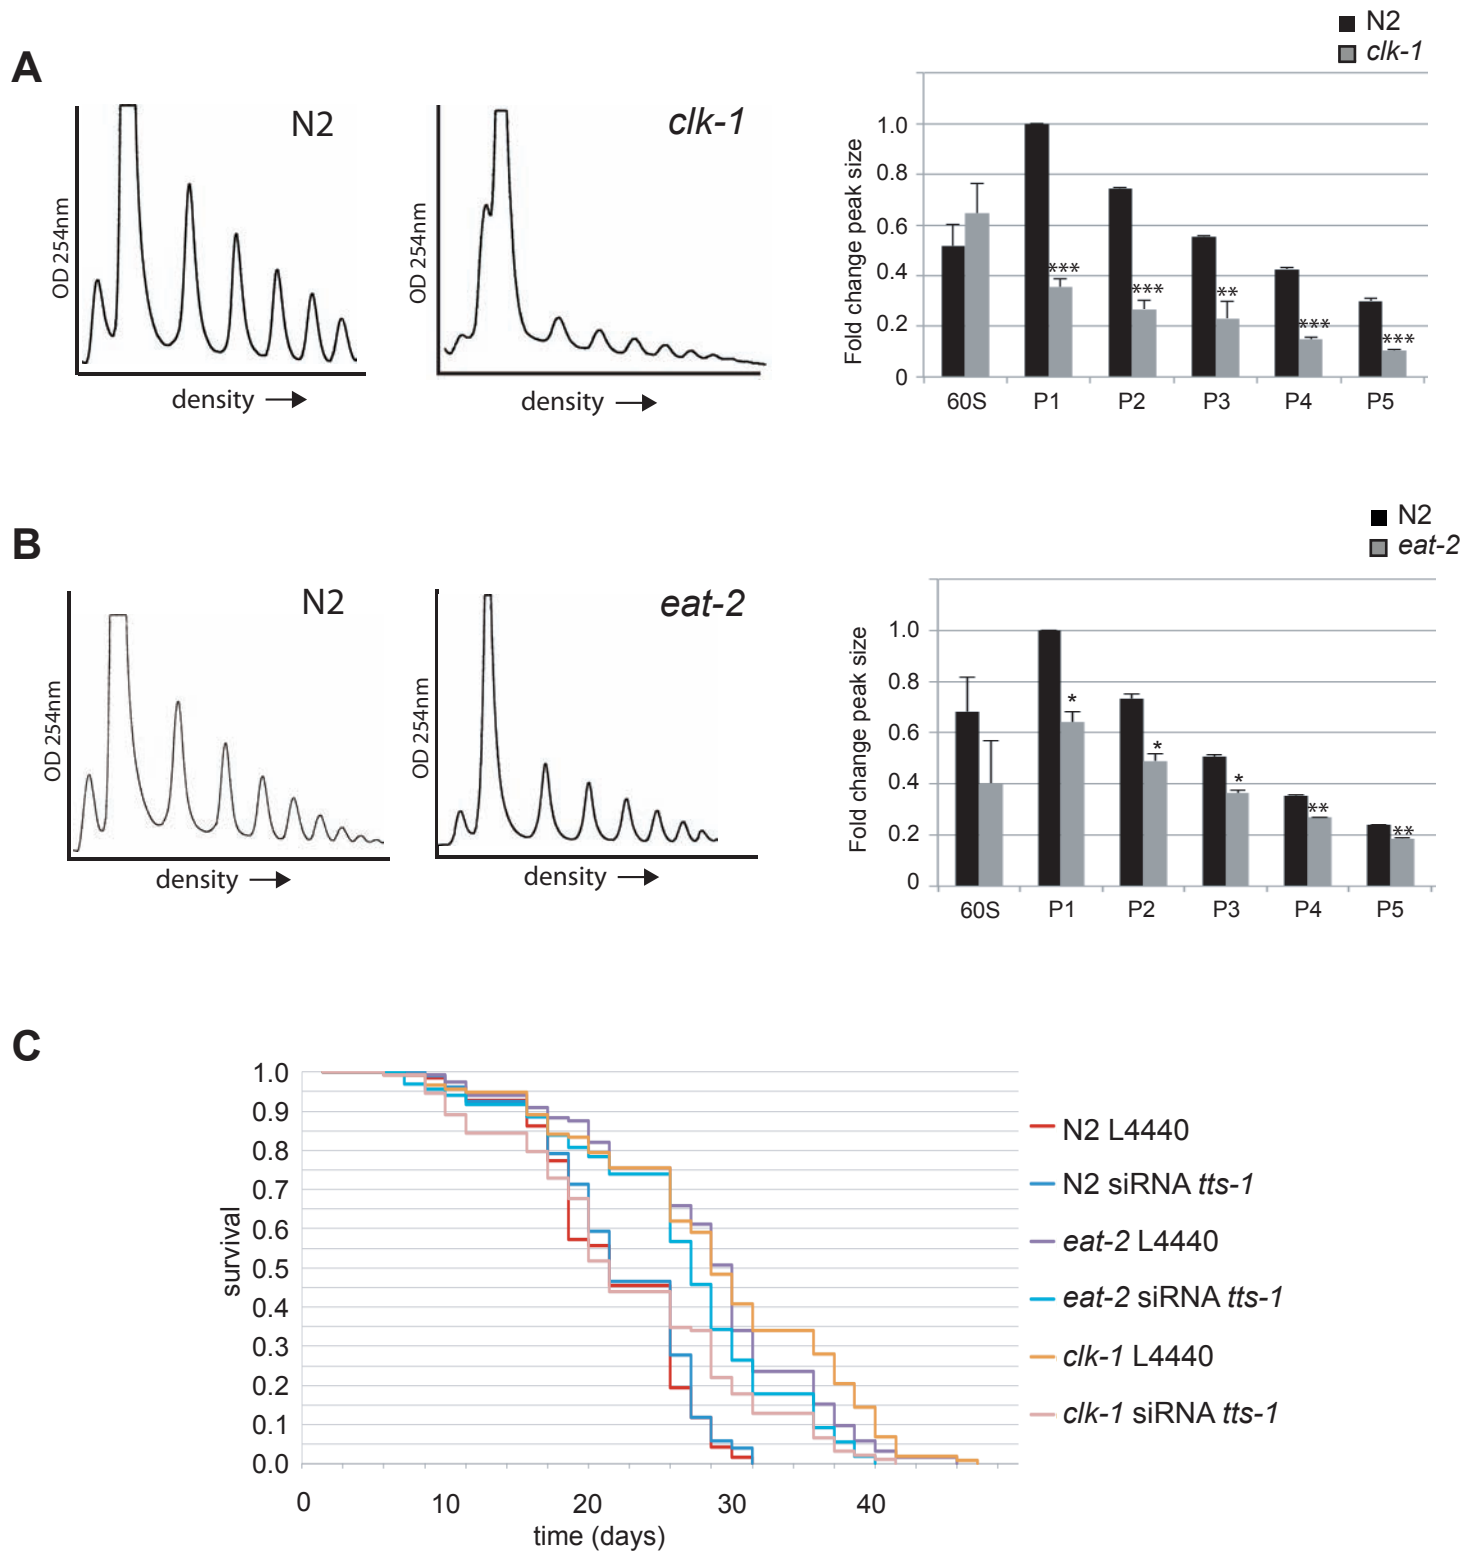 A
N2
clk-1
N2
OD 254nm
density →
clk-1
OD 254nm
density →
Fold change peak size
1.0
0.8
0.6
0.4
0.2
0
***
***
**
***
***
60S P1 P2 P3 P4 P5
B
N2
eat-2
N2
OD 254nm
density →
eat-2
OD 254nm
density →
Fold change peak size
1.0
0.8
0.6
0.4
0.2
0
*
*
*
**
**
60S P1 P2 P3 P4 P5
C
survival
1.0
0.9
0.8
0.7
0.6
0.5
0.4
0.3
0.2
0.1
0.0
0 10 20 30 40
time (days)
N2 L4440
N2 siRNA tts-1
eat-2 L4440
eat-2 siRNA tts-1
clk-1 L4440
clk-1 siRNA tts-1